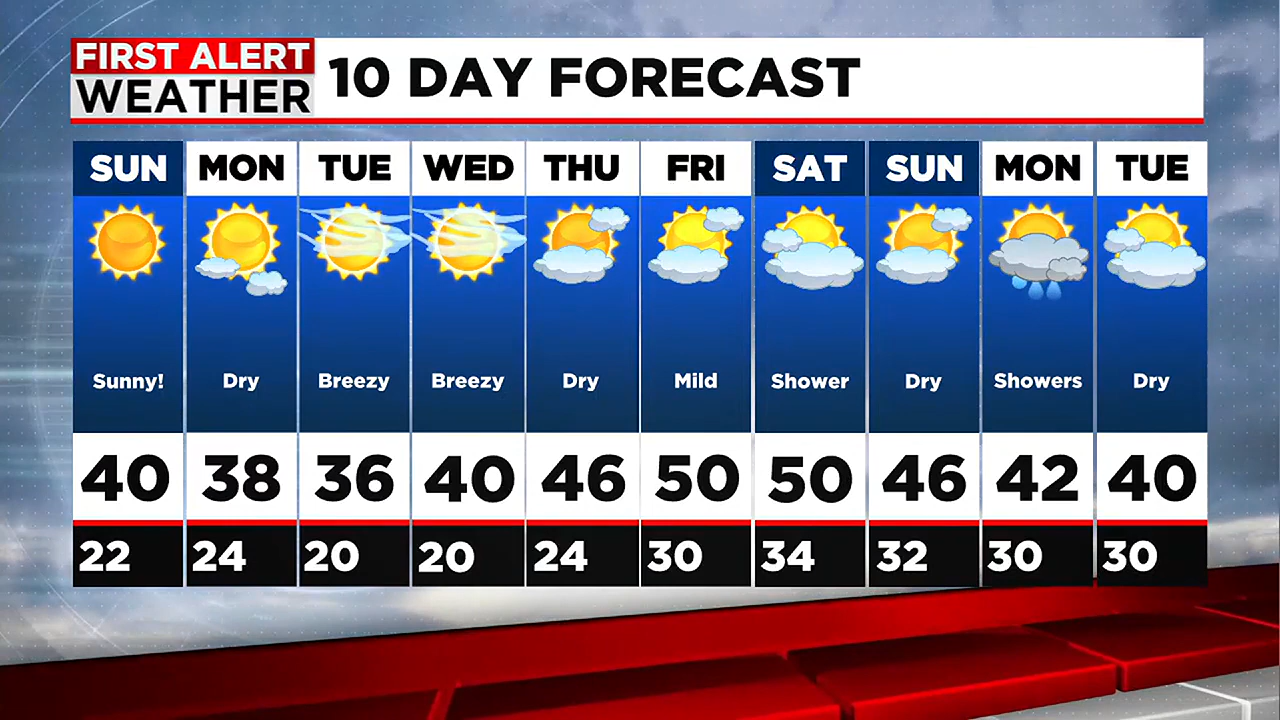 FIRST ALERT
WEATHER
10 DAY FORECAST
SUN MON TUE WED THU FRI SAT SUN MON TUE
Sunny! Dry Breezy Breezy Dry Mild Shower Dry Showers Dry
40 38 36 40 46 50 50 46 42 40
22 24 20 20 24 30 34 32 30 30